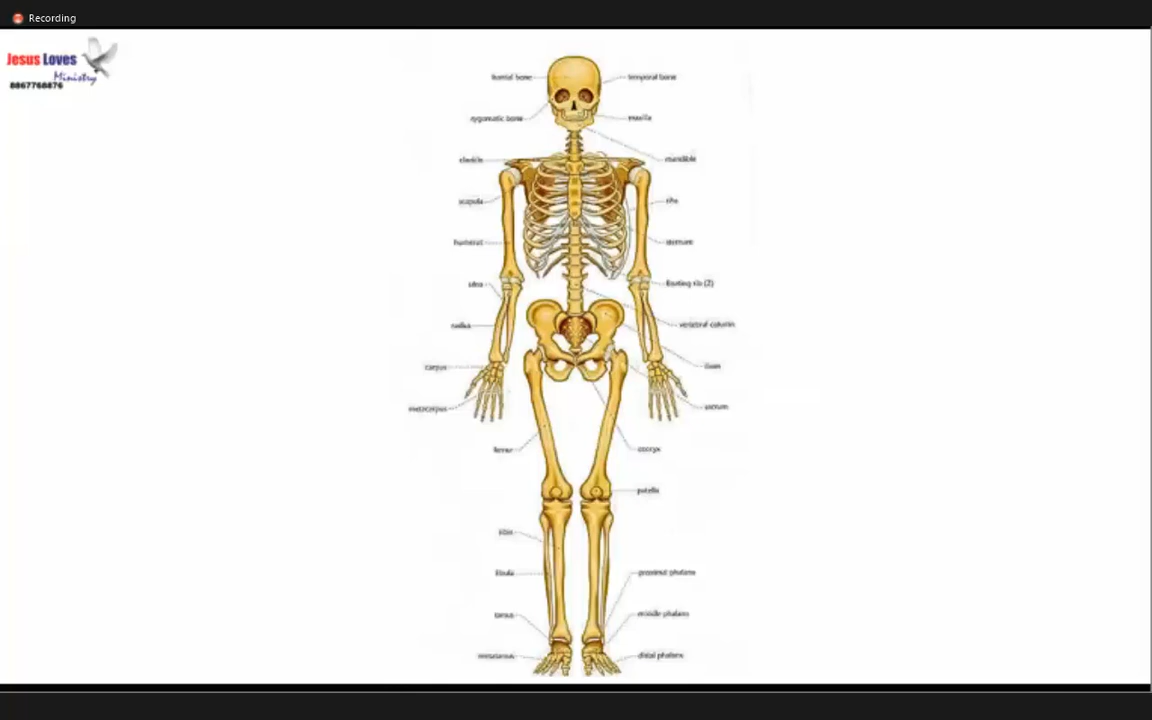 Recording
Jesus Loves
Ministry
8867768876
frontal bone
temporal bone
zygomatic bone
maxilla
clavicle
mandible
scapula
ribs
humerus
sternum
ulna
floating rib (2)
radius
vertebral column
carpus
ilium
metacarpus
sacrum
femur
coccyx
patella
tibia
fibula
proximal phalanx
tarsus
middle phalanx
metatarsus
distal phalanx